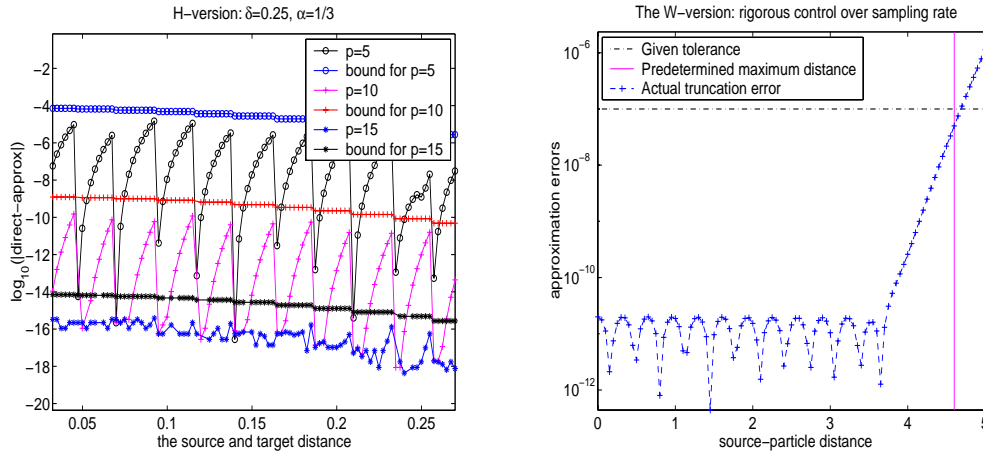 H-version: δ=0.25, α=1/3
log10(|direct-approx|)
-2
-4
-6
-8
-10
-12
-14
-16
-18
-20
p=5
bound for p=5
p=10
bound for p=10
p=15
bound for p=15
0.05
0.1
0.15
0.2
0.25
the source and target distance
The W-version: rigorous control over sampling rate
approximation errors
10^-6
10^-8
10^-10
10^-12
Given tolerance
Predetermined maximum distance
Actual truncation error
0
1
2
3
4
5
source-particle distance